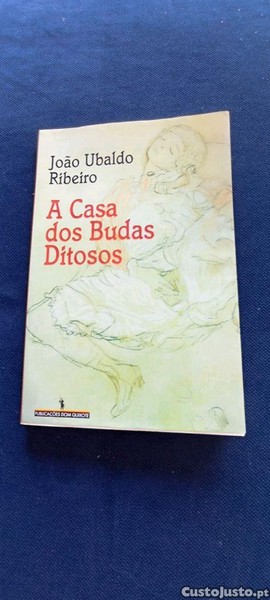 João Ubaldo
Ribeiro
A Casa
dos Budas
Ditosos
PUBLICAÇÕES DOM QUIXOTE
CustoJusto.pt